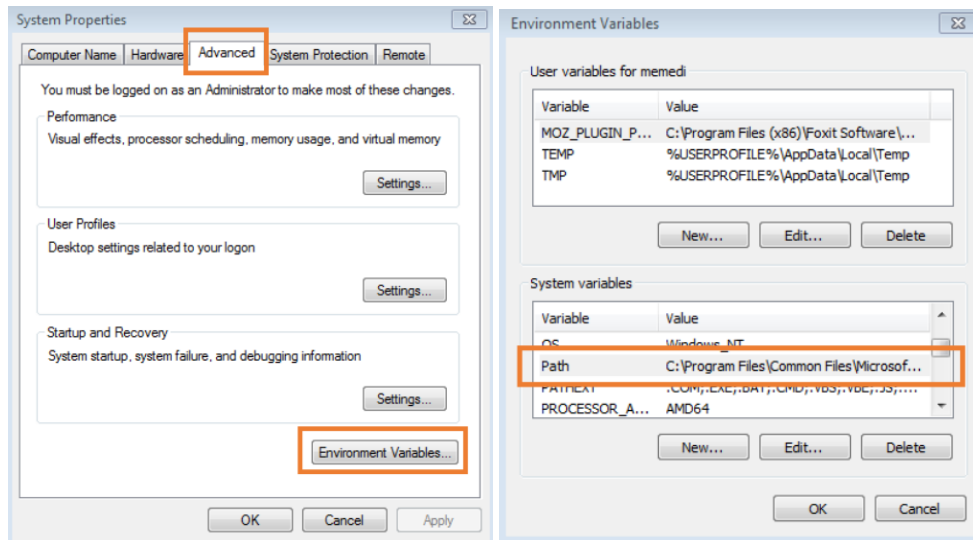 System Properties
Computer Name Hardware Advanced System Protection Remote
You must be logged on as an Administrator to make most of these changes.
Performance
Visual effects, processor scheduling, memory usage, and virtual memory
Settings...
User Profiles
Desktop settings related to your logon
Settings...
Startup and Recovery
System startup, system failure, and debugging information
Settings...
Environment Variables...
OK Cancel Apply
Environment Variables
User variables for memedi
Variable Value
MOZ_PLUGIN_P... C:\Program Files (x86)\Foxit Software\...
TEMP %USERPROFILE%\AppData\Local\Temp
TMP %USERPROFILE%\AppData\Local\Temp
New... Edit... Delete
System variables
Variable Value
OS Windows_NT
Path C:\Program Files\Common Files\Microsof...
PATHEXT .COM;.EXE;.BAT;.CMD;.VBS;.VBE;.JS;....
PROCESSOR_A... AMD64
New... Edit... Delete
OK Cancel